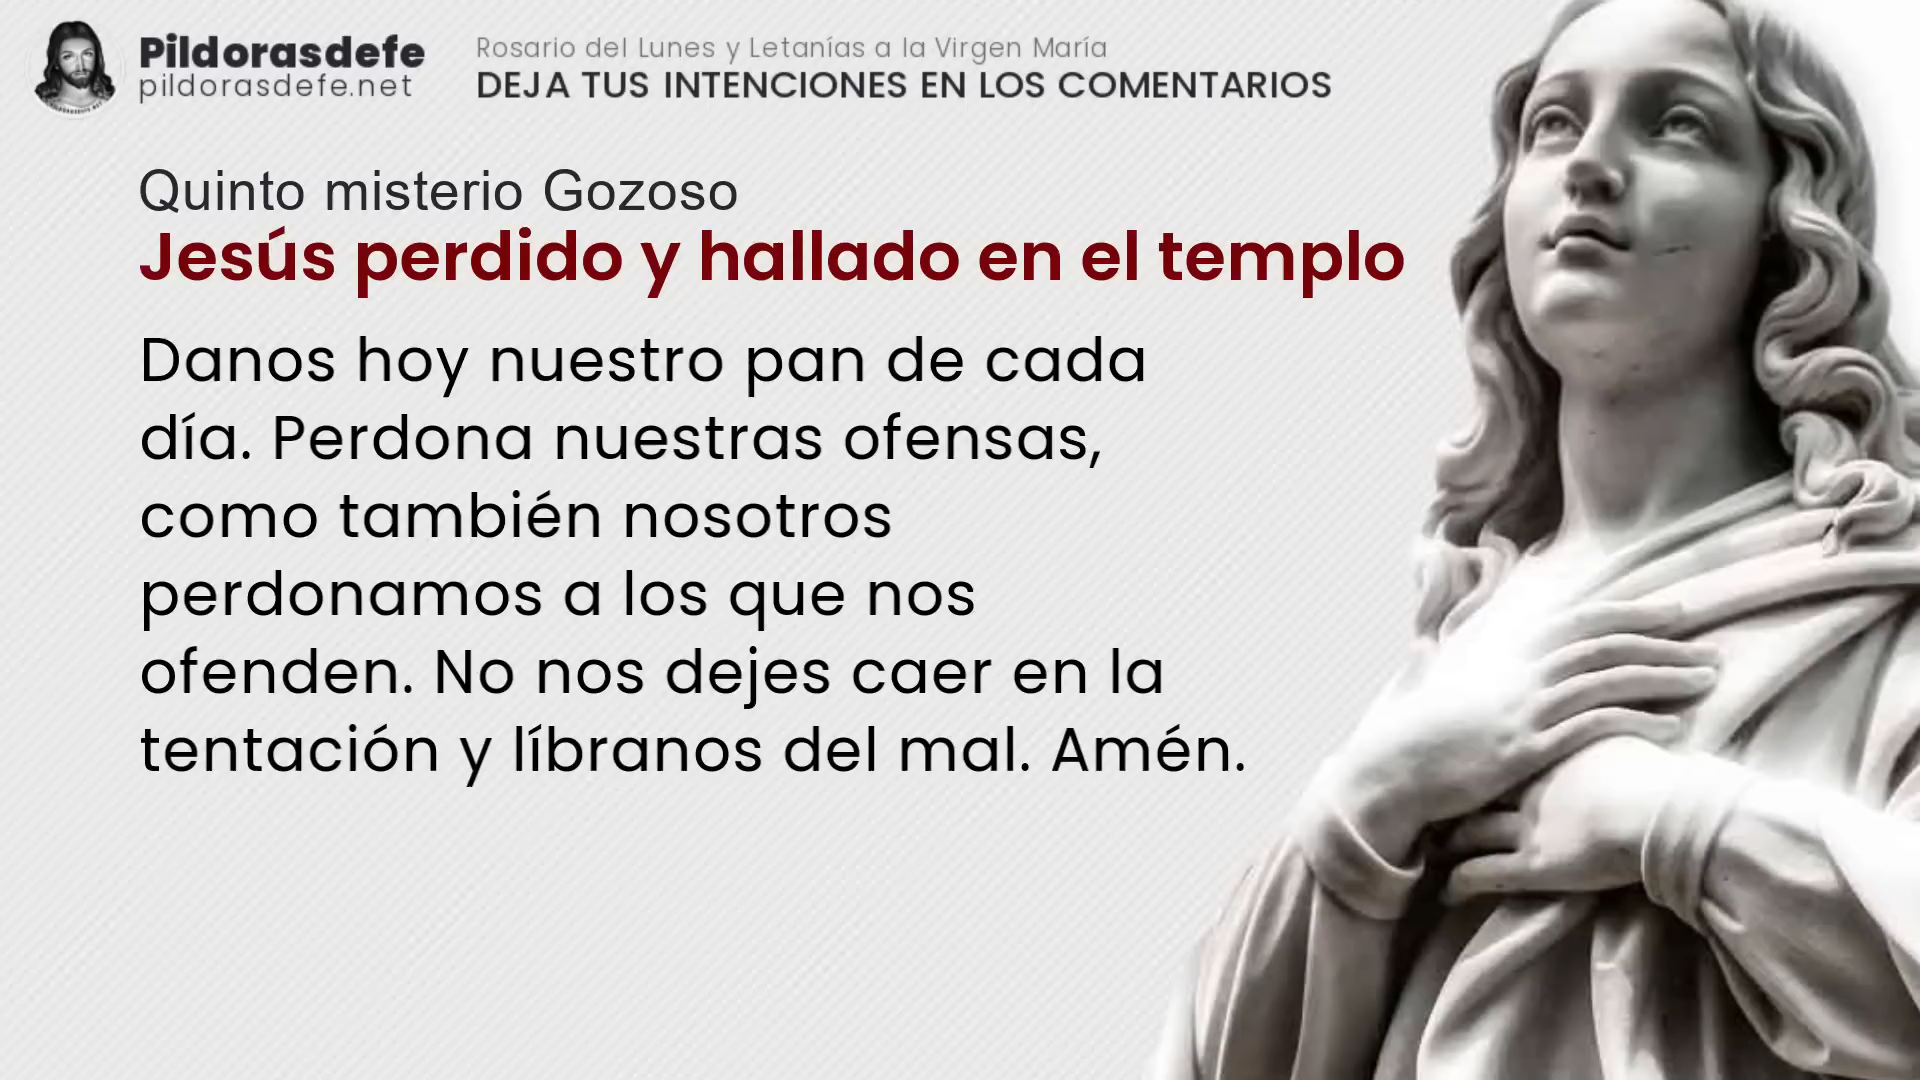 Pildorasdefe
pildorasdefe.net
Rosario del Lunes y Letanías a la Virgen María
DEJA TUS INTENCIONES EN LOS COMENTARIOS
Quinto misterio Gozoso
Jesús perdido y hallado en el templo
Danos hoy nuestro pan de cada
día. Perdona nuestras ofensas,
como también nosotros
perdonamos a los que nos
ofenden. No nos dejes caer en la
tentación y líbranos del mal. Amén.